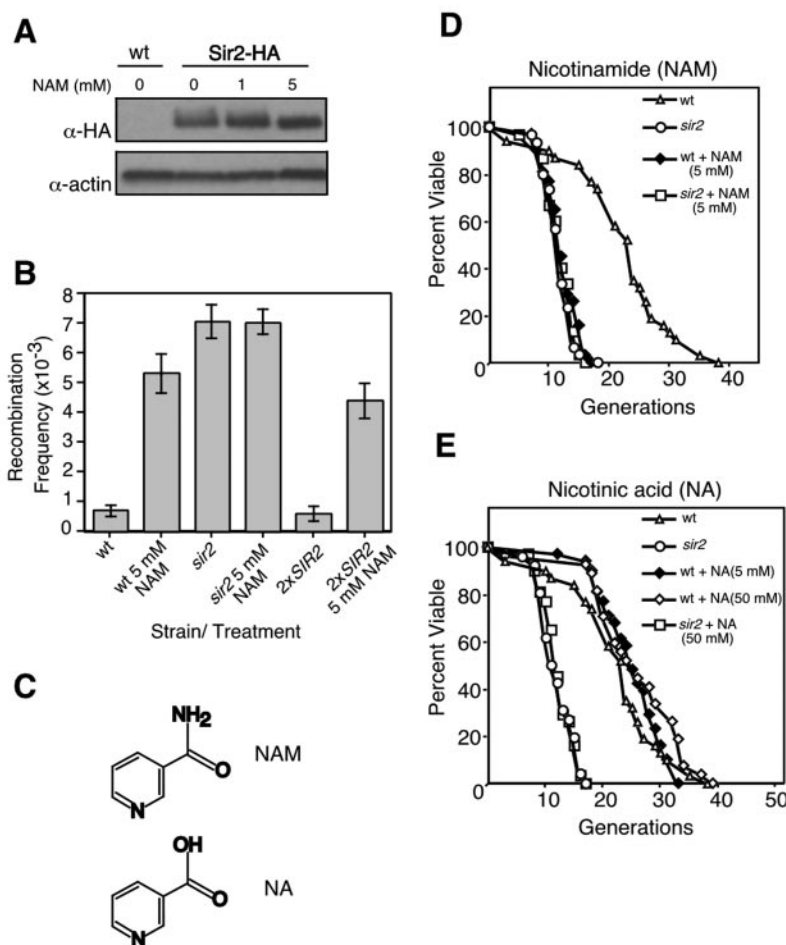 A
wt Sir2-HA
NAM (mM) 0 0 1 5
α-HA
α-actin
B
Recombination
Frequency (x10⁻³)
8
7
6
5
4
3
2
1
0
wt
wt 5 mM
NAM
sir2
sir2 5 mM
NAM
2xSIR2
2xSIR2
5 mM NAM
Strain/ Treatment
C
NH2
O
N
NAM
OH
O
N
NA
D
Nicotinamide (NAM)
wt
sir2
wt + NAM
(5 mM)
sir2 + NAM
(5 mM)
Percent Viable
100
80
60
40
20
0 10 20 30 40
Generations
E
Nicotinic acid (NA)
wt
sir2
wt + NA(5 mM)
wt + NA(50 mM)
sir2 + NA
(50 mM)
Percent Viable
100
80
60
40
20
0 10 20 30 40 50
Generations